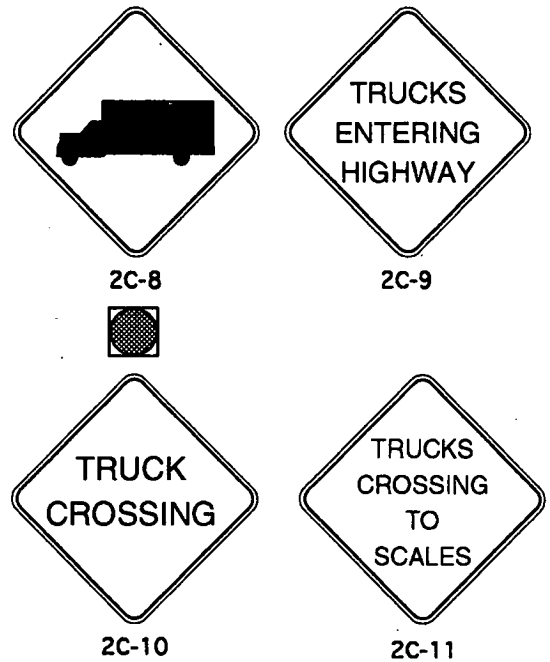 TRUCKS
ENTERING
HIGHWAY
2C-8
2C-9
TRUCK
CROSSING
TRUCKS
CROSSING
TO
SCALES
2C-10
2C-11